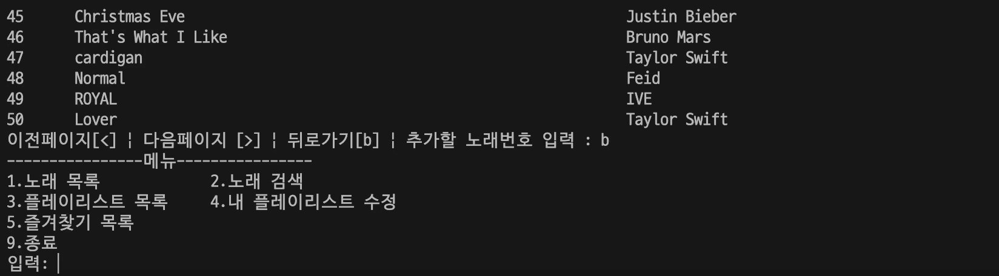 45 Christmas Eve Justin Bieber
46 That's What I Like Bruno Mars
47 cardigan Taylor Swift
48 Normal Feid
49 ROYAL IVE
50 Lover Taylor Swift
이전페이지[<] ¦ 다음페이지 [>] ¦ 뒤로가기[b] ¦ 추가할 노래번호 입력 : b
----------------메뉴----------------
1.노래 목록 2.노래 검색
3.플레이리스트 목록 4.내 플레이리스트 수정
5.즐겨찾기 목록
9.종료
입력: